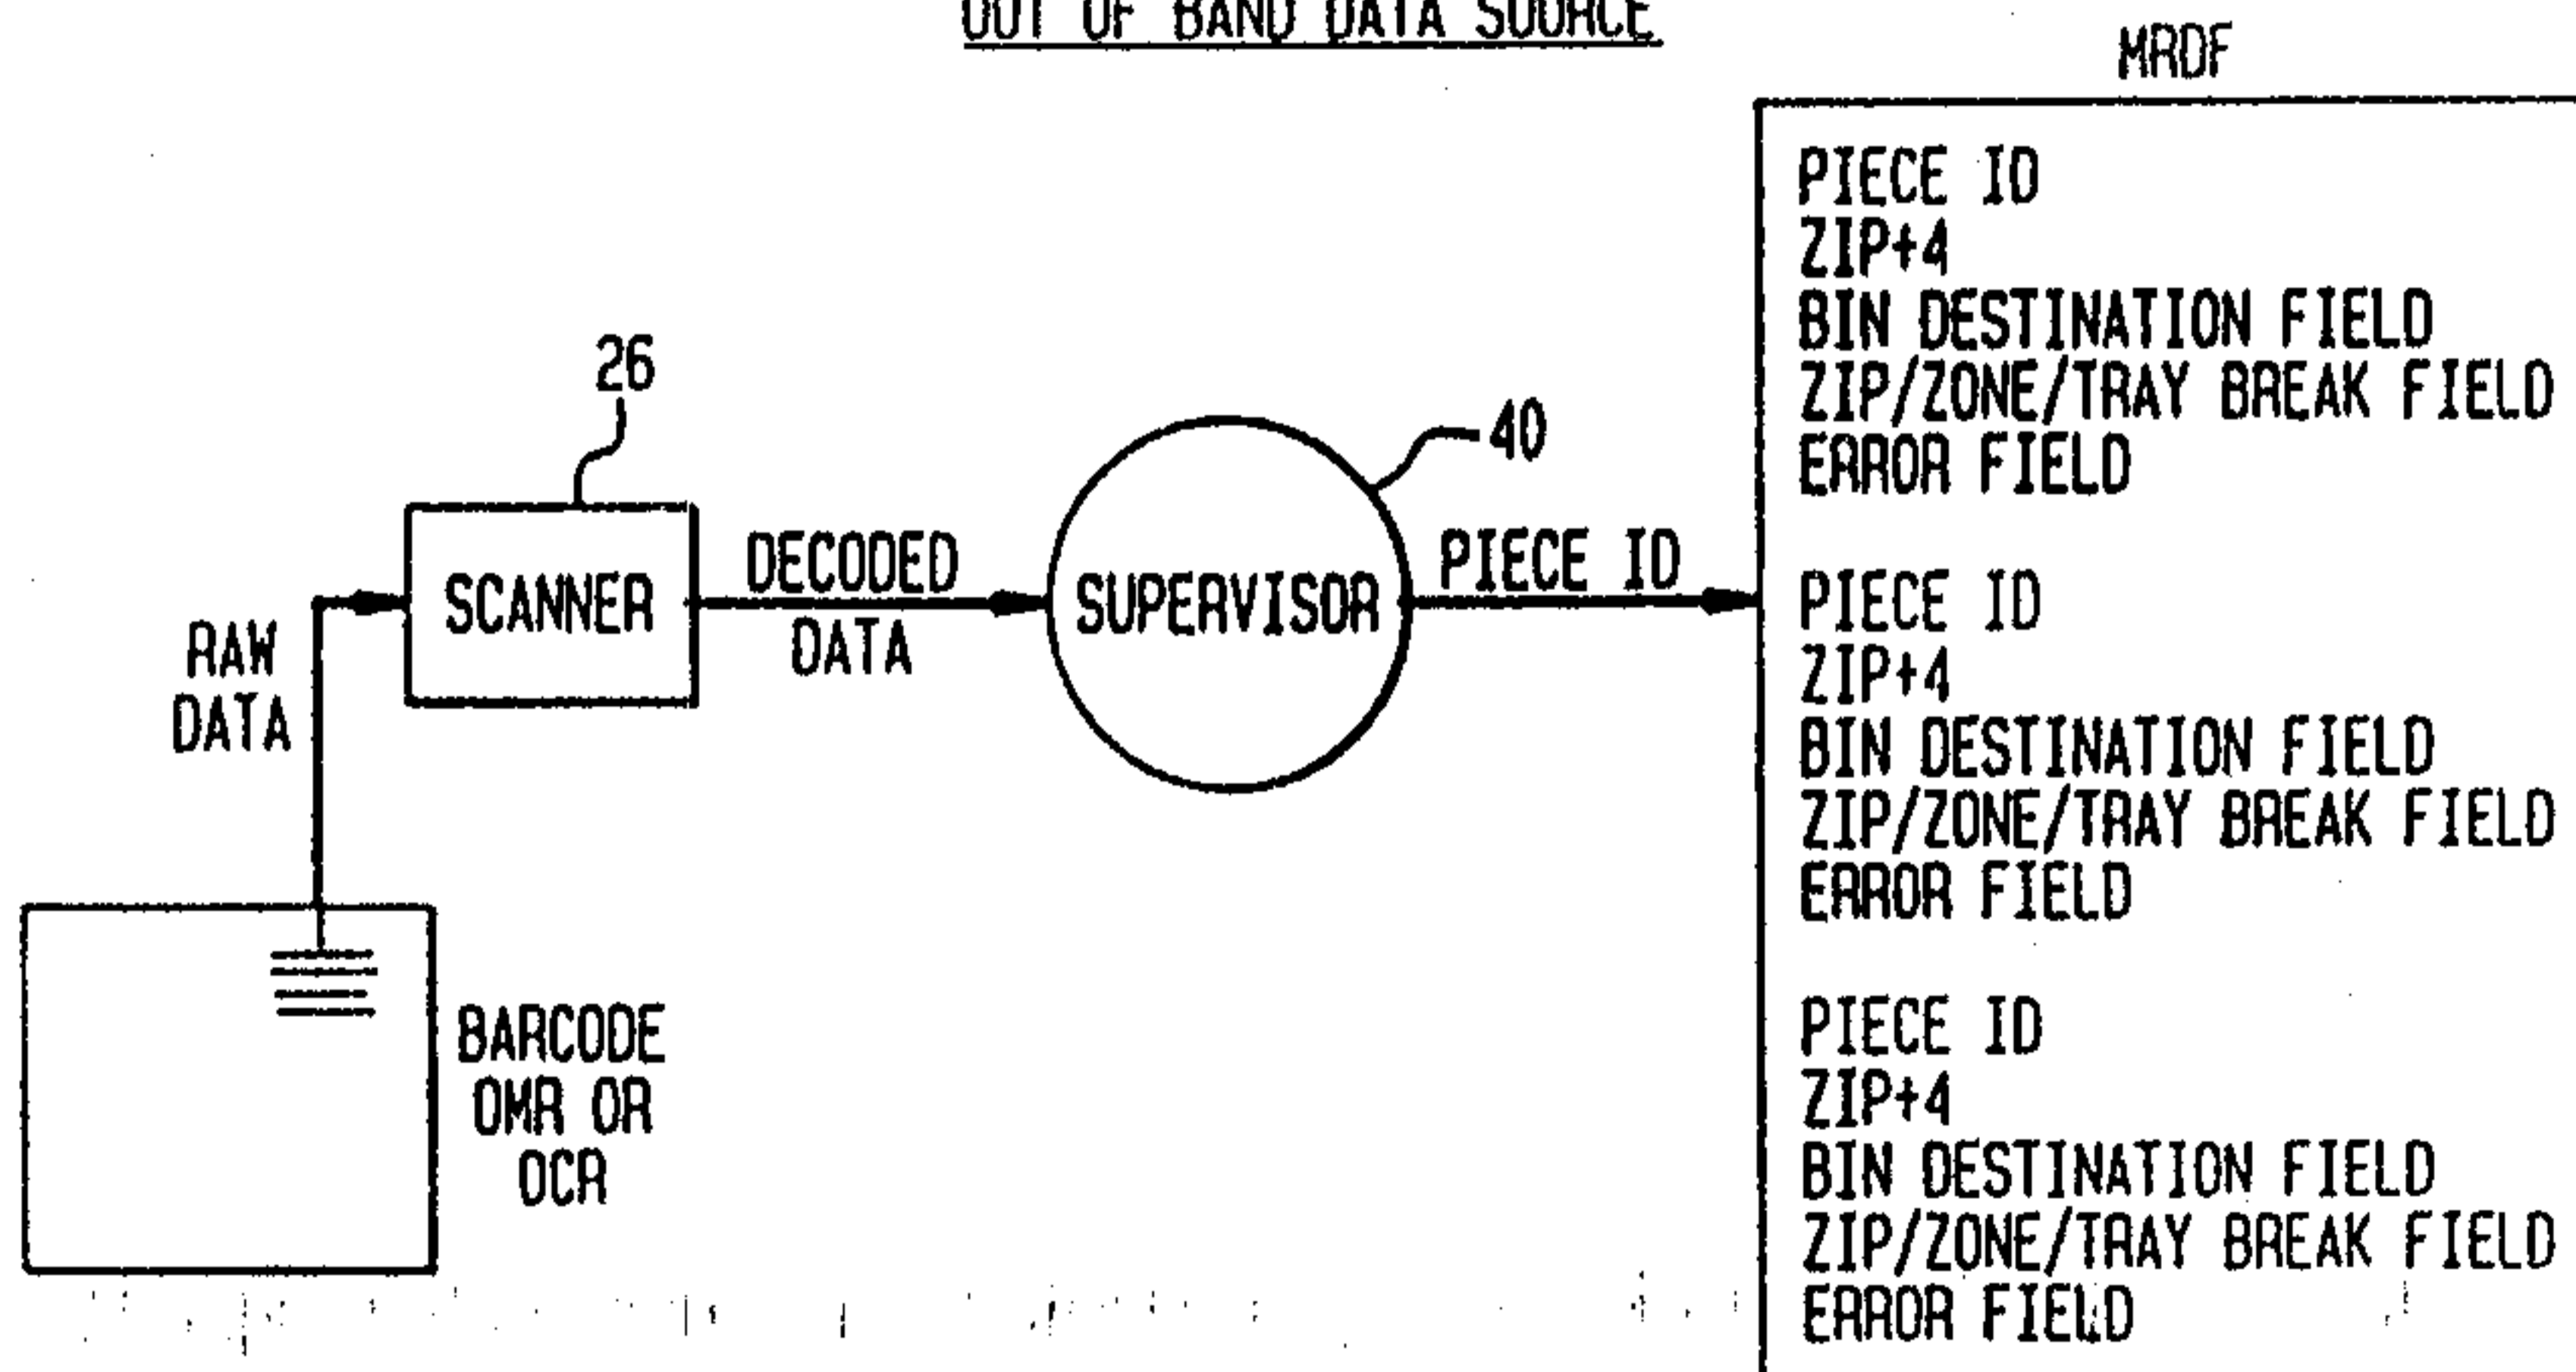 OUT OF BAND DATA SOURCE
MRDF
PIECE ID
ZIP+4
BIN DESTINATION FIELD
ZIP/ZONE/TRAY BREAK FIELD
ERROR FIELD
26
40
SCANNER
DECODED
DATA
SUPERVISOR
PIECE ID
RAW
DATA
PIECE ID
ZIP+4
BIN DESTINATION FIELD
ZIP/ZONE/TRAY BREAK FIELD
ERROR FIELD
BARCODE
OMR OR
OCR
PIECE ID
ZIP+4
BIN DESTINATION FIELD
ZIP/ZONE/TRAY BREAK FIELD
ERROR FIELD